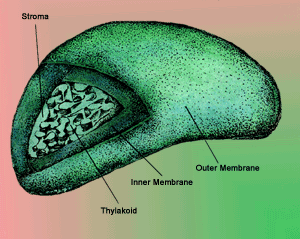 Stroma
Outer Membrane
Inner Membrane
Thylakoid